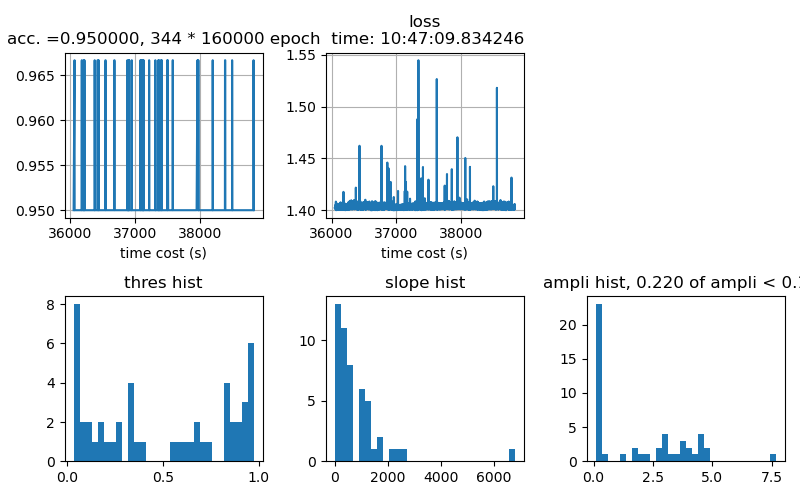 loss
acc. =0.950000, 344 * 160000 epoch time: 10:47:09.834246
0.965
0.960
0.955
0.950
36000 37000 38000
time cost (s)
1.55
1.50
1.45
1.40
36000 37000 38000
time cost (s)
thres hist
8
6
4
2
0
0.0 0.5 1.0
slope hist
10
5
0
0 2000 4000 6000
ampli hist, 0.220 of ampli < 0.
20
15
10
5
0
0.0 2.5 5.0 7.5